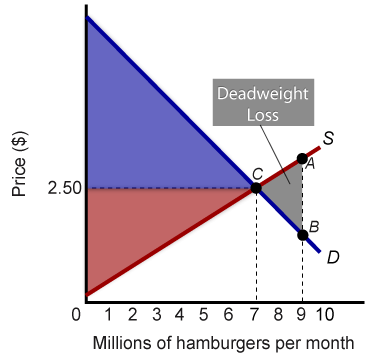 Deadweight
Loss
S
A
C
2.50
B
D
Price ($)
0 1 2 3 4 5 6 7 8 9 10
Millions of hamburgers per month